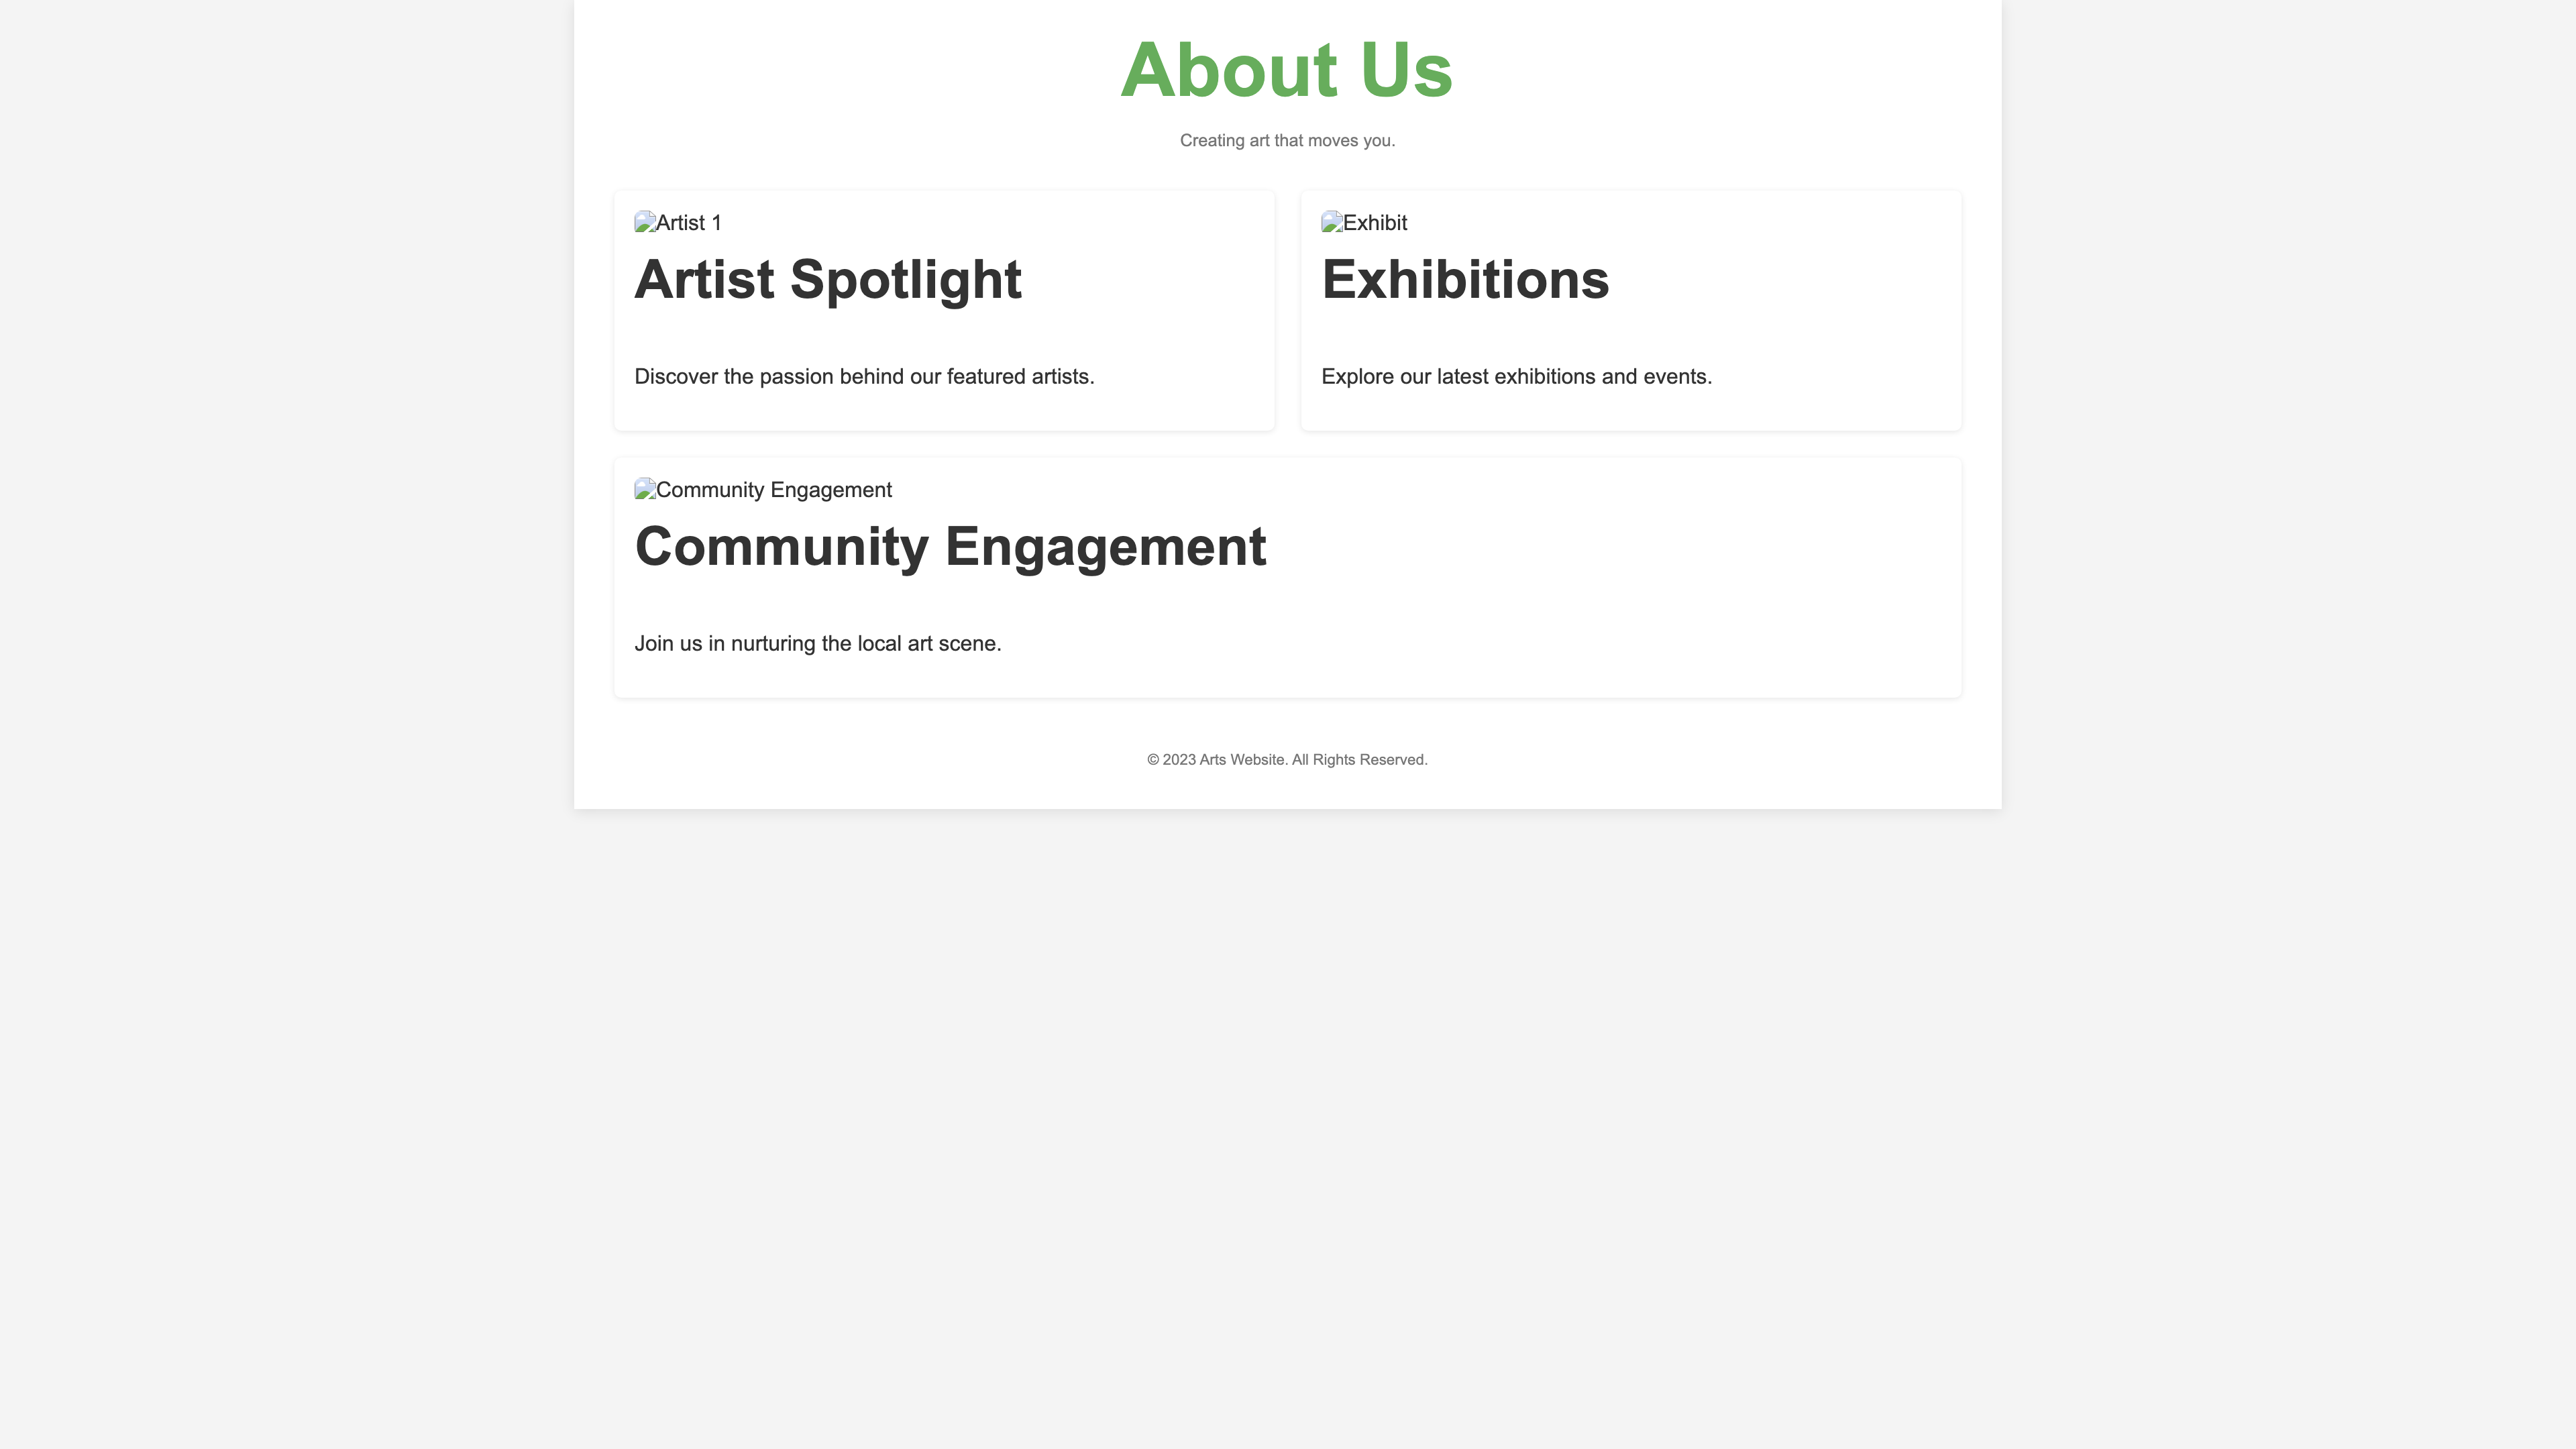 About Us
Creating art that moves you.
Artist 1
Artist Spotlight
Discover the passion behind our featured artists.
Exhibit
Exhibitions
Explore our latest exhibitions and events.
Community Engagement
Community Engagement
Join us in nurturing the local art scene.
© 2023 Arts Website. All Rights Reserved.